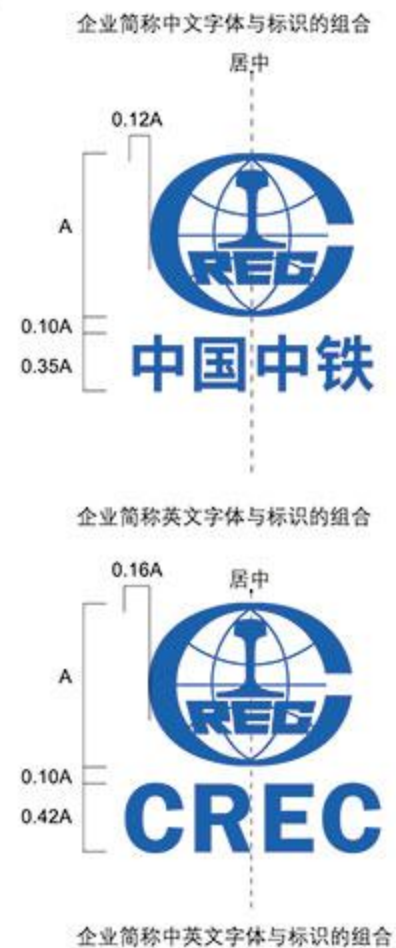 企业简称中文字体与标识的组合
居中
0.12A
A
REC
0.10A
0.35A
中国中铁
企业简称英文字体与标识的组合
0.16A
居中
A
REC
0.10A
0.42A
CREC
企业简称中英文字体与标识的组合